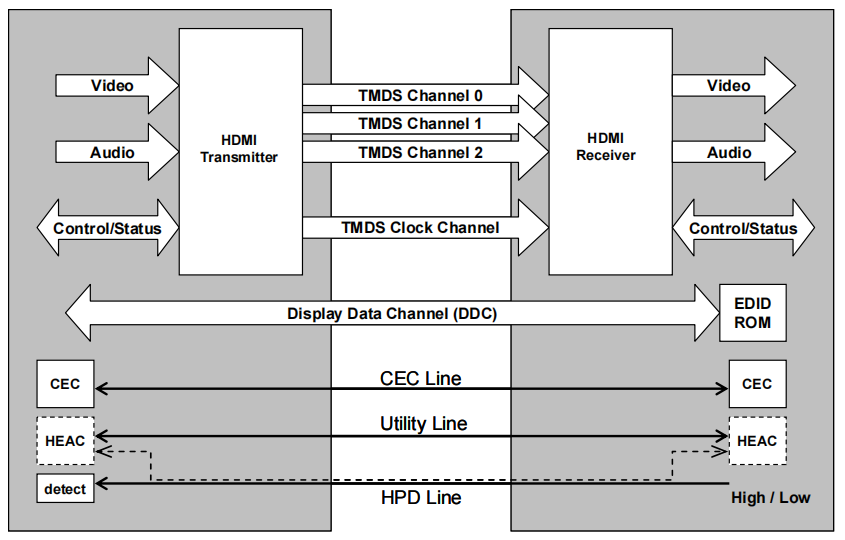 Video
Audio
Control/Status
HDMI
Transmitter
TMDS Channel 0
TMDS Channel 1
TMDS Channel 2
TMDS Clock Channel
HDMI
Receiver
Video
Audio
Control/Status
Display Data Channel (DDC)
EDID
ROM
CEC
CEC Line
CEC
HEAC
Utility Line
HEAC
detect
HPD Line
High / Low